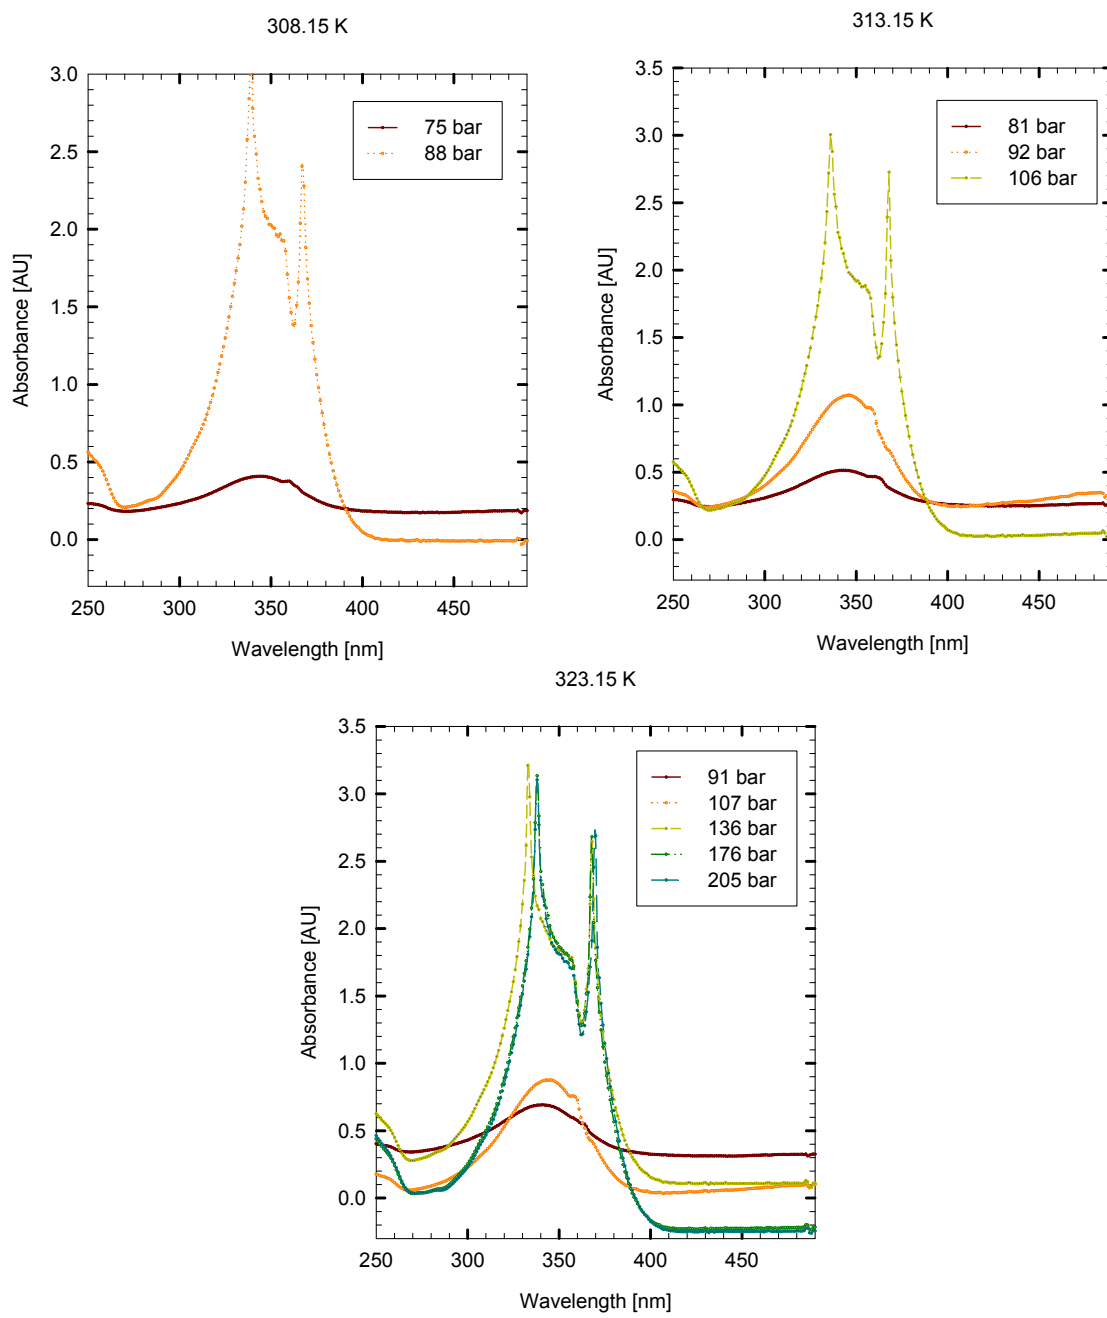 308.15 K
3.0
2.5
2.0
1.5
1.0
0.5
0.0
Absorbance [AU]
75 bar
88 bar
250 300 350 400 450
Wavelength [nm]
313.15 K
3.5
3.0
2.5
2.0
1.5
1.0
0.5
0.0
Absorbance [AU]
81 bar
92 bar
106 bar
250 300 350 400 450
Wavelength [nm]
323.15 K
3.5
3.0
2.5
2.0
1.5
1.0
0.5
0.0
Absorbance [AU]
91 bar
107 bar
136 bar
176 bar
205 bar
250 300 350 400 450
Wavelength [nm]